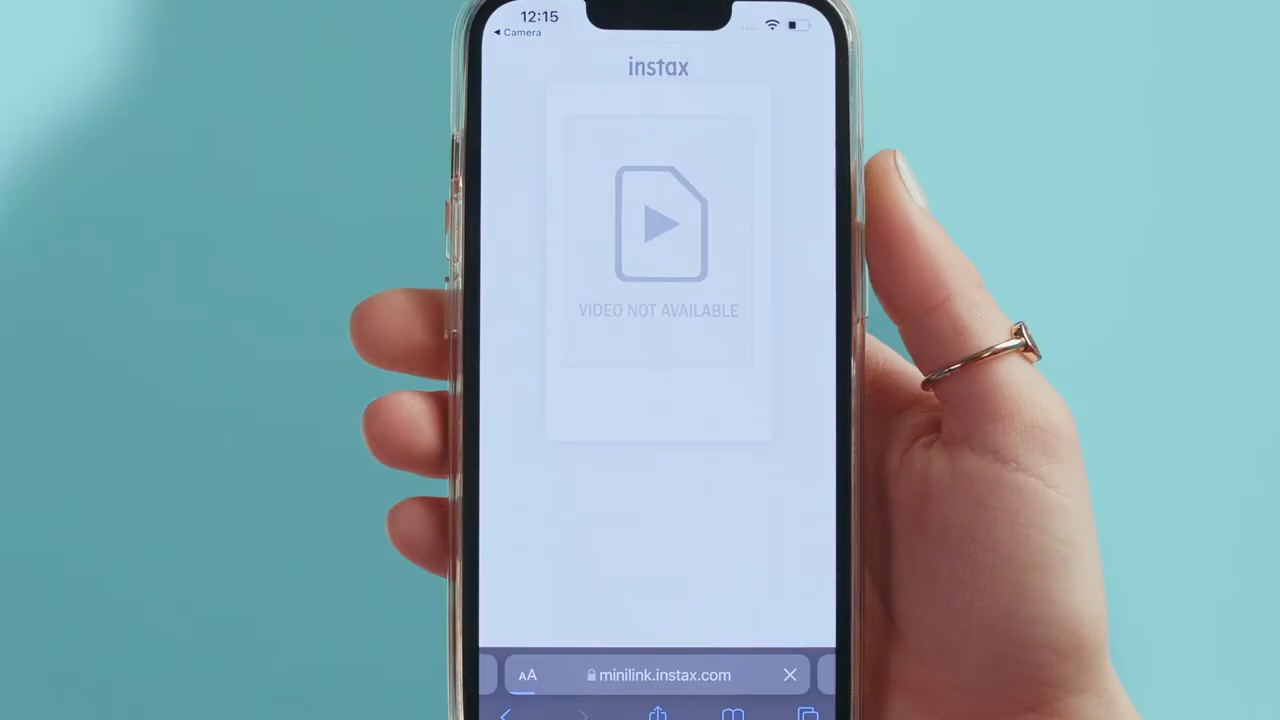 12:15
◀ Camera
instax
VIDEO NOT AVAILABLE
AA minilink.instax.com